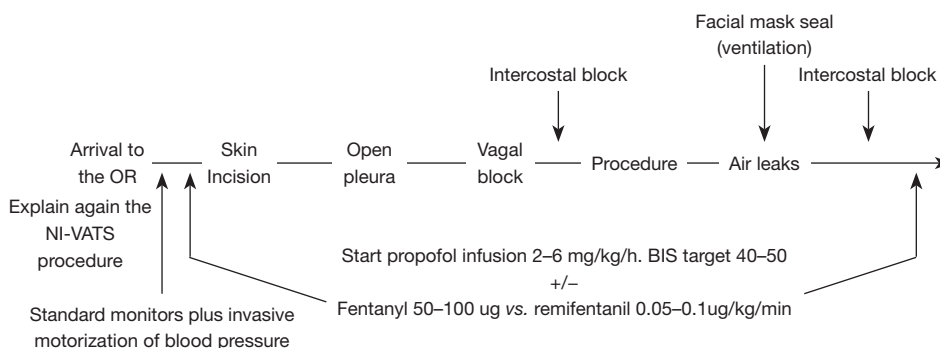 Facial mask seal
(ventilation)
Intercostal block
Intercostal block
Arrival to
the OR
Skin
Incision
Open
pleura
Vagal
block
Procedure
Air leaks
Explain again the
NI-VATS
procedure
Start propofol infusion 2–6 mg/kg/h. BIS target 40–50
+/–
Fentanyl 50–100 ug vs. remifentanil 0.05–0.1ug/kg/min
Standard monitors plus invasive
motorization of blood pressure